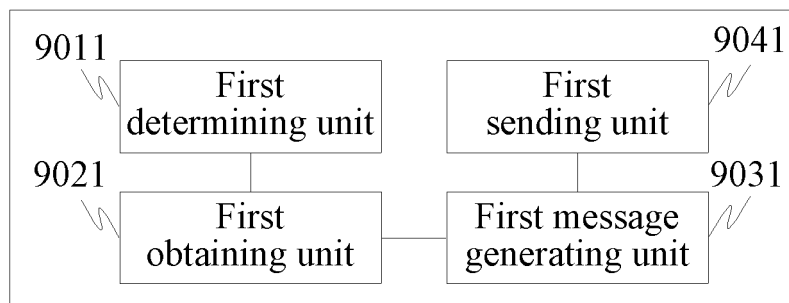 9011
First
determining unit
First
sending unit
9041
9021
First
obtaining unit
First message
generating unit
9031